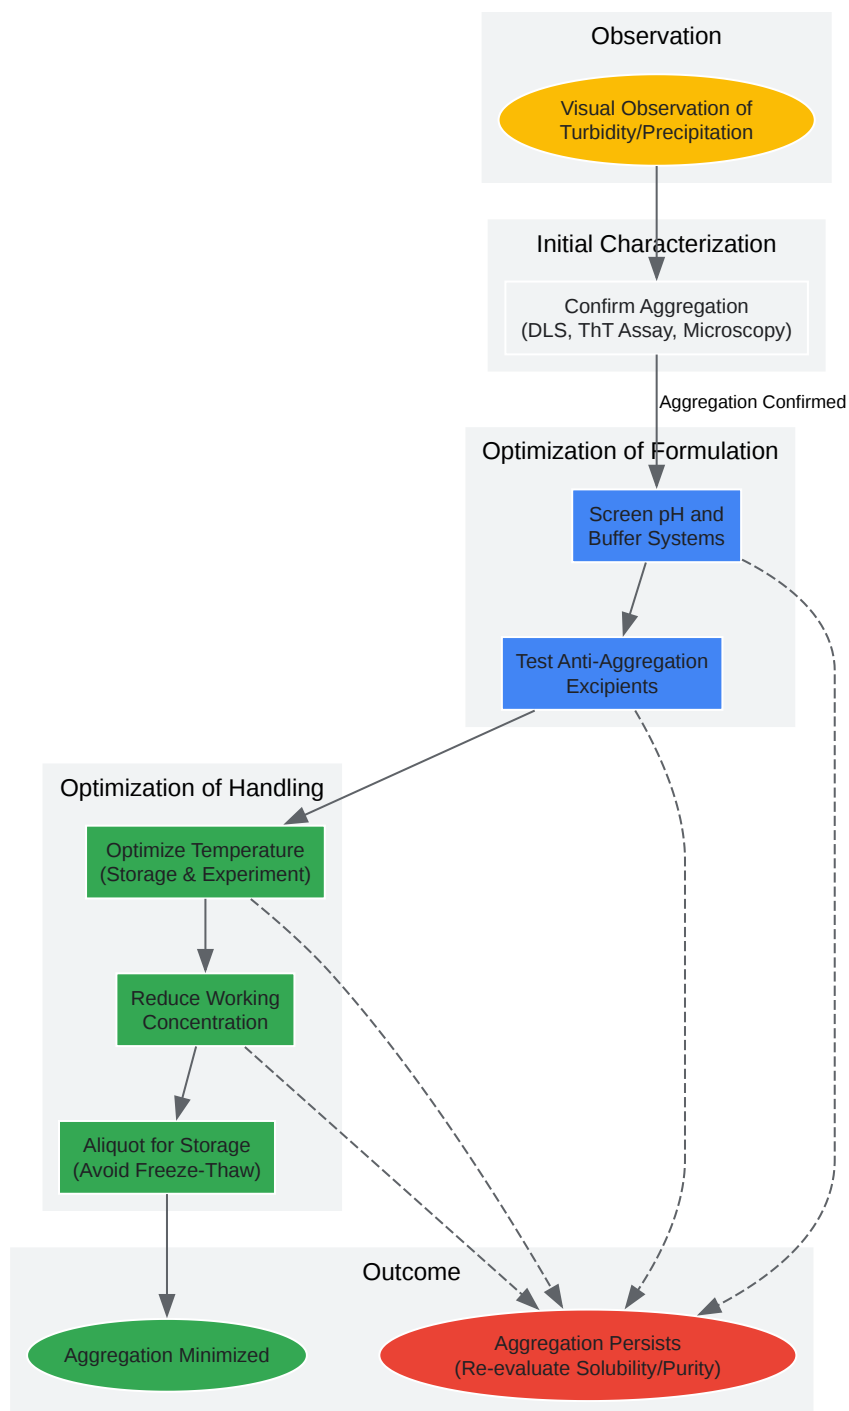 Observation
Visual Observation of
Turbidity/Precipitation
Initial Characterization
Confirm Aggregation
(DLS, ThT Assay, Microscopy)
Aggregation Confirmed
Optimization of Formulation
Screen pH and
Buffer Systems
Test Anti-Aggregation
Excipients
Optimization of Handling
Optimize Temperature
(Storage & Experiment)
Reduce Working
Concentration
Aliquot for Storage
(Avoid Freeze-Thaw)
Outcome
Aggregation Minimized
Aggregation Persists
(Re-evaluate Solubility/Purity)